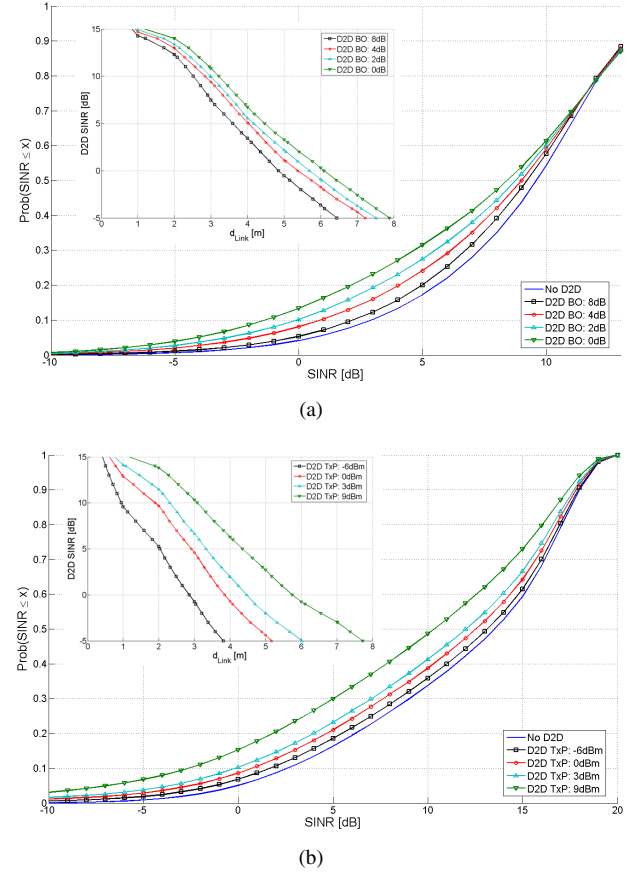 1
0.9
0.8
0.7
0.6
0.5
0.4
0.3
0.2
0.1
0
-10
-5
0
5
10
SINR [dB]
Prob(SINR ≤ x)
15
10
5
0
-5
0
1
2
3
4
5
6
7
8
d_Link [m]
D2D SINR [dB]
D2D BO: 8dB
D2D BO: 4dB
D2D BO: 2dB
D2D BO: 0dB
No D2D
D2D BO: 8dB
D2D BO: 4dB
D2D BO: 2dB
D2D BO: 0dB
(a)
1
0.9
0.8
0.7
0.6
0.5
0.4
0.3
0.2
0.1
0
-10
-5
0
5
10
15
20
SINR [dB]
Prob(SINR ≤ x)
15
10
5
0
-5
0
1
2
3
4
5
6
7
8
d_Link [m]
D2D SINR [dB]
D2D TxP: -6dBm
D2D TxP: 0dBm
D2D TxP: 3dBm
D2D TxP: 9dBm
No D2D
D2D TxP: -6dBm
D2D TxP: 0dBm
D2D TxP: 3dBm
D2D TxP: 9dBm
(b)